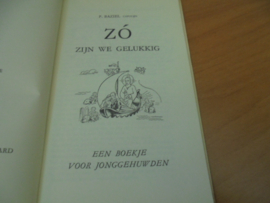 ZÓ
ZIJN WE GELUKKIG
EEN BOEKJE
VOOR JONGGEHUWDEN